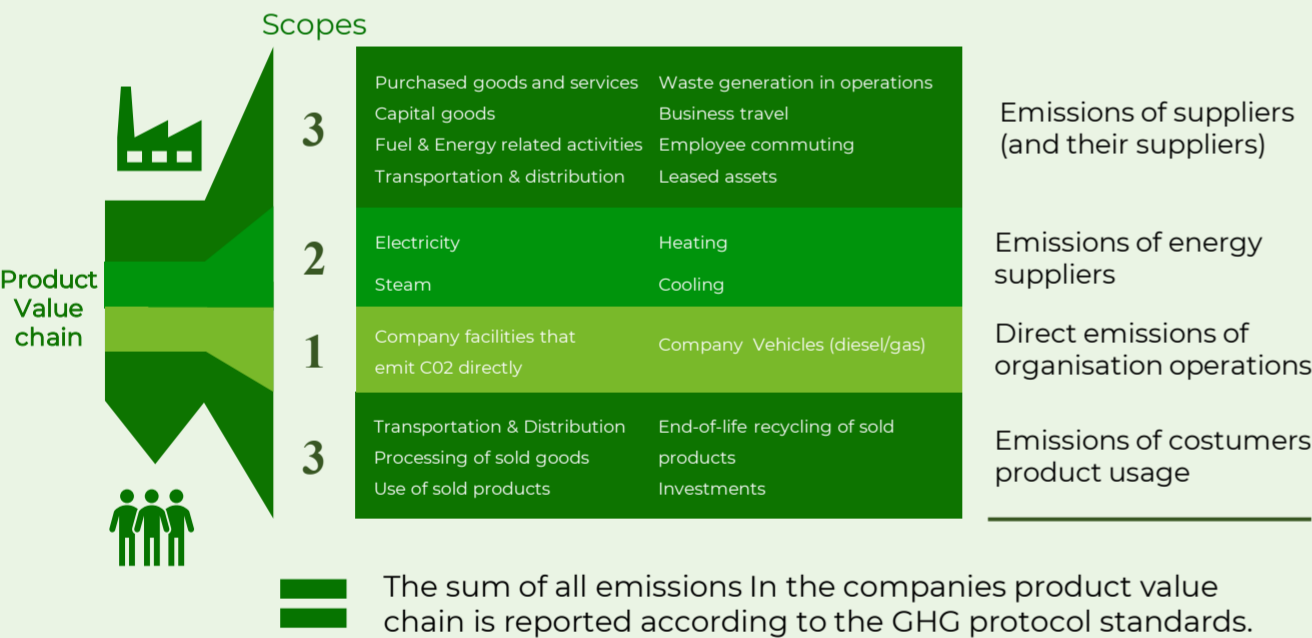 Scopes
Product
Value
chain
3
Purchased goods and services
Capital goods
Fuel & Energy related activities
Transportation & distribution
Waste generation in operations
Business travel
Employee commuting
Leased assets
Emissions of suppliers
(and their suppliers)
2
Electricity
Steam
Heating
Cooling
Emissions of energy
suppliers
1
Company facilities that
emit C02 directly
Company Vehicles (diesel/gas)
Direct emissions of
organisation operations
3
Transportation & Distribution
Processing of sold goods
Use of sold products
End-of-life recycling of sold
products
Investments
Emissions of costumers
product usage
The sum of all emissions In the companies product value
chain is reported according to the GHG protocol standards.